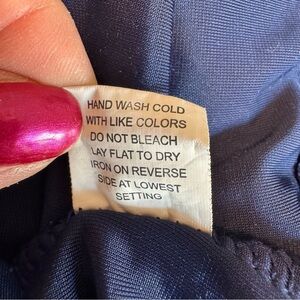 HAND WASH COLD
WITH LIKE COLORS
DO NOT BLEACH
LAY FLAT TO DRY
IRON ON REVERSE
SIDE AT LOWEST
SETTING